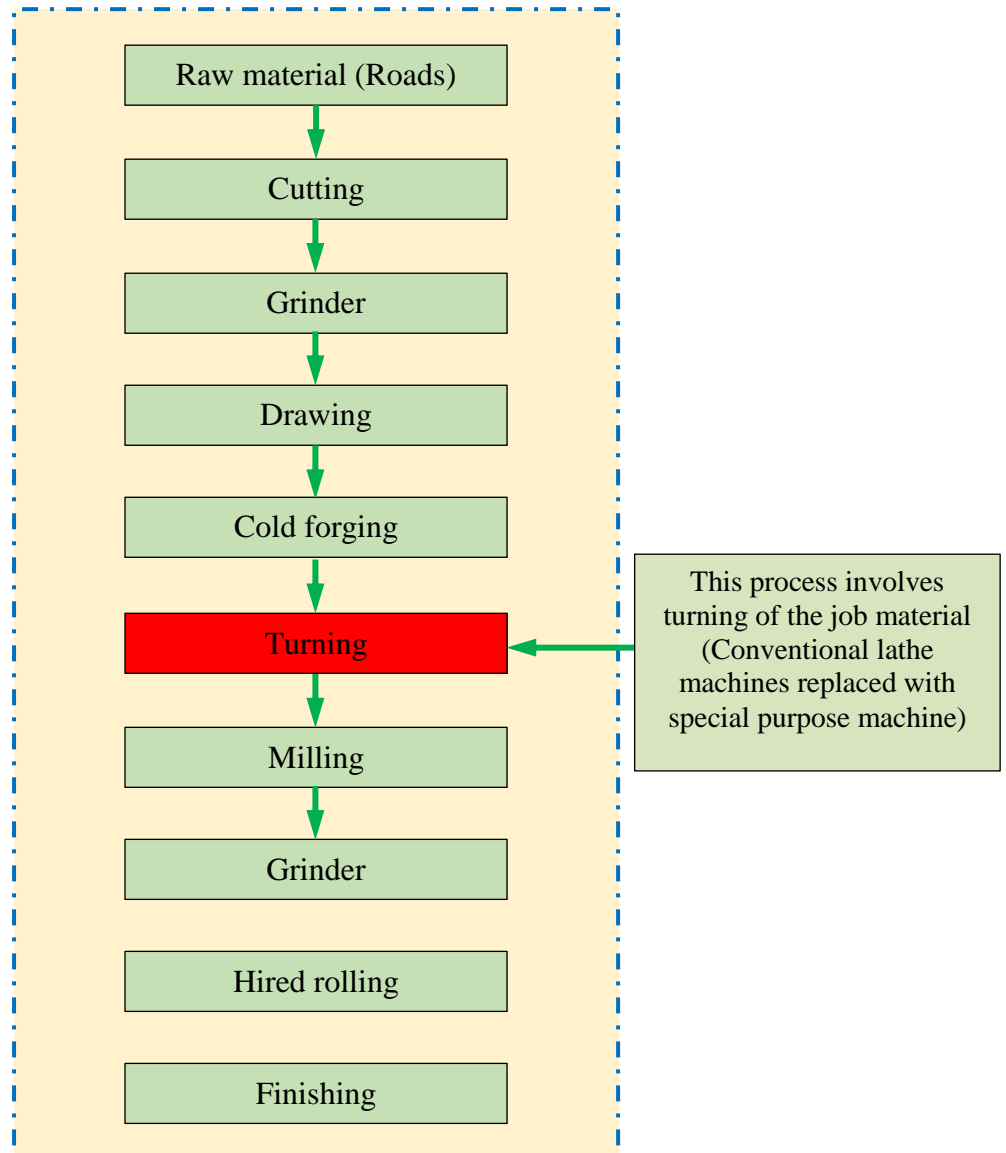 Raw material (Roads)
Cutting
Grinder
Drawing
Cold forging
Turning
This process involves
turning of the job material
(Conventional lathe
machines replaced with
special purpose machine)
Milling
Grinder
Hired rolling
Finishing